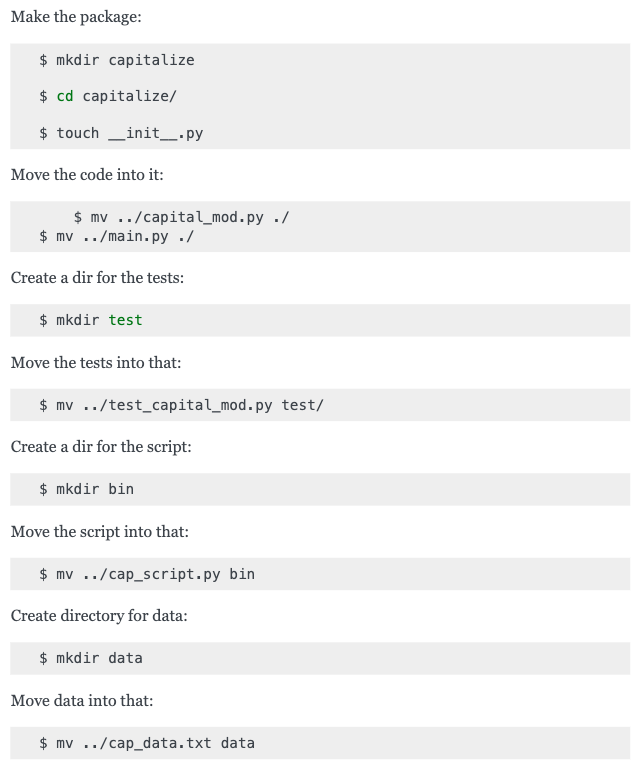 Make the package:
$ mkdir capitalize
$ cd capitalize/
$ touch __init__.py
Move the code into it:
$ mv ../capital_mod.py ./
$ mv ../main.py ./
Create a dir for the tests:
$ mkdir test
Move the tests into that:
$ mv ../test_capital_mod.py test/
Create a dir for the script:
$ mkdir bin
Move the script into that:
$ mv ../cap_script.py bin
Create directory for data:
$ mkdir data
Move data into that:
$ mv ../cap_data.txt data